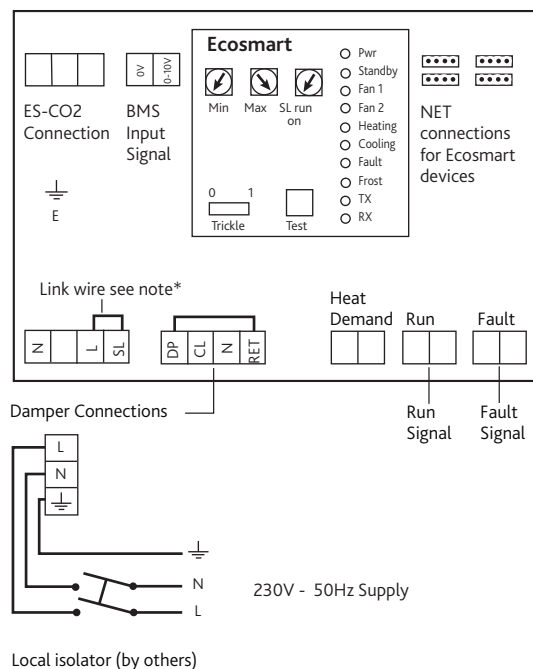 Ecosmart
Min
Max
SL run
on
0 1
Trickle
Test
Pwr
Standby
Fan 1
Fan 2
Heating
Cooling
Fault
Frost
TX
RX
ES-CO2
Connection
0V
0-10V
BMS
Input
Signal
NET
connections
for Ecosmart
devices
E
Link wire see note*
N
L
SL
DP
CL
N
RET
Heat
Demand
Run
Fault
Damper Connections
Run
Signal
Fault
Signal
L
N
N
L
230V - 50Hz Supply
Local isolator (by others)